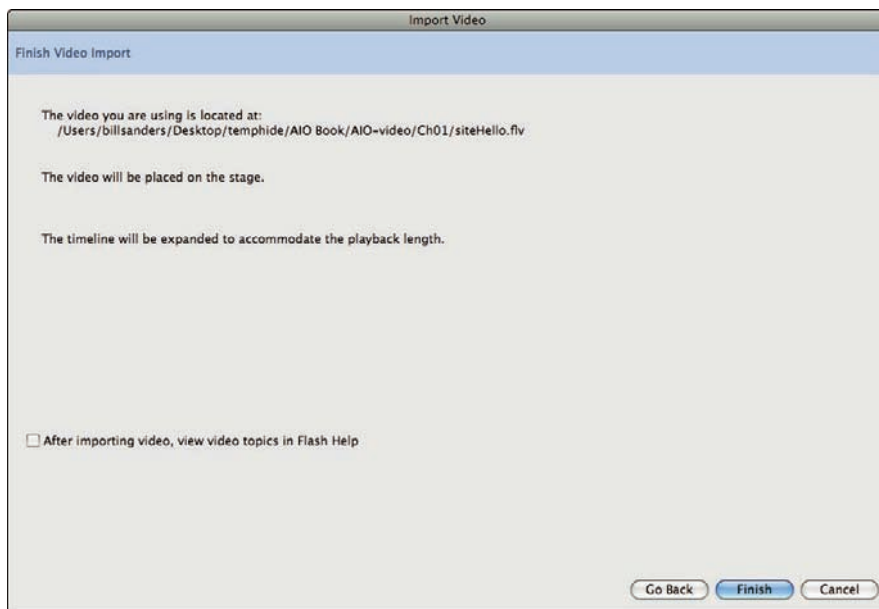 Import Video
Finish Video Import
The video you are using is located at:
/Users/billsanders/Desktop/temphide/AIO Book/AIO-video/Ch01/siteHello.flv
The video will be placed on the stage.
The timeline will be expanded to accommodate the playback length.
After importing video, view video topics in Flash Help
Go Back
Finish
Cancel